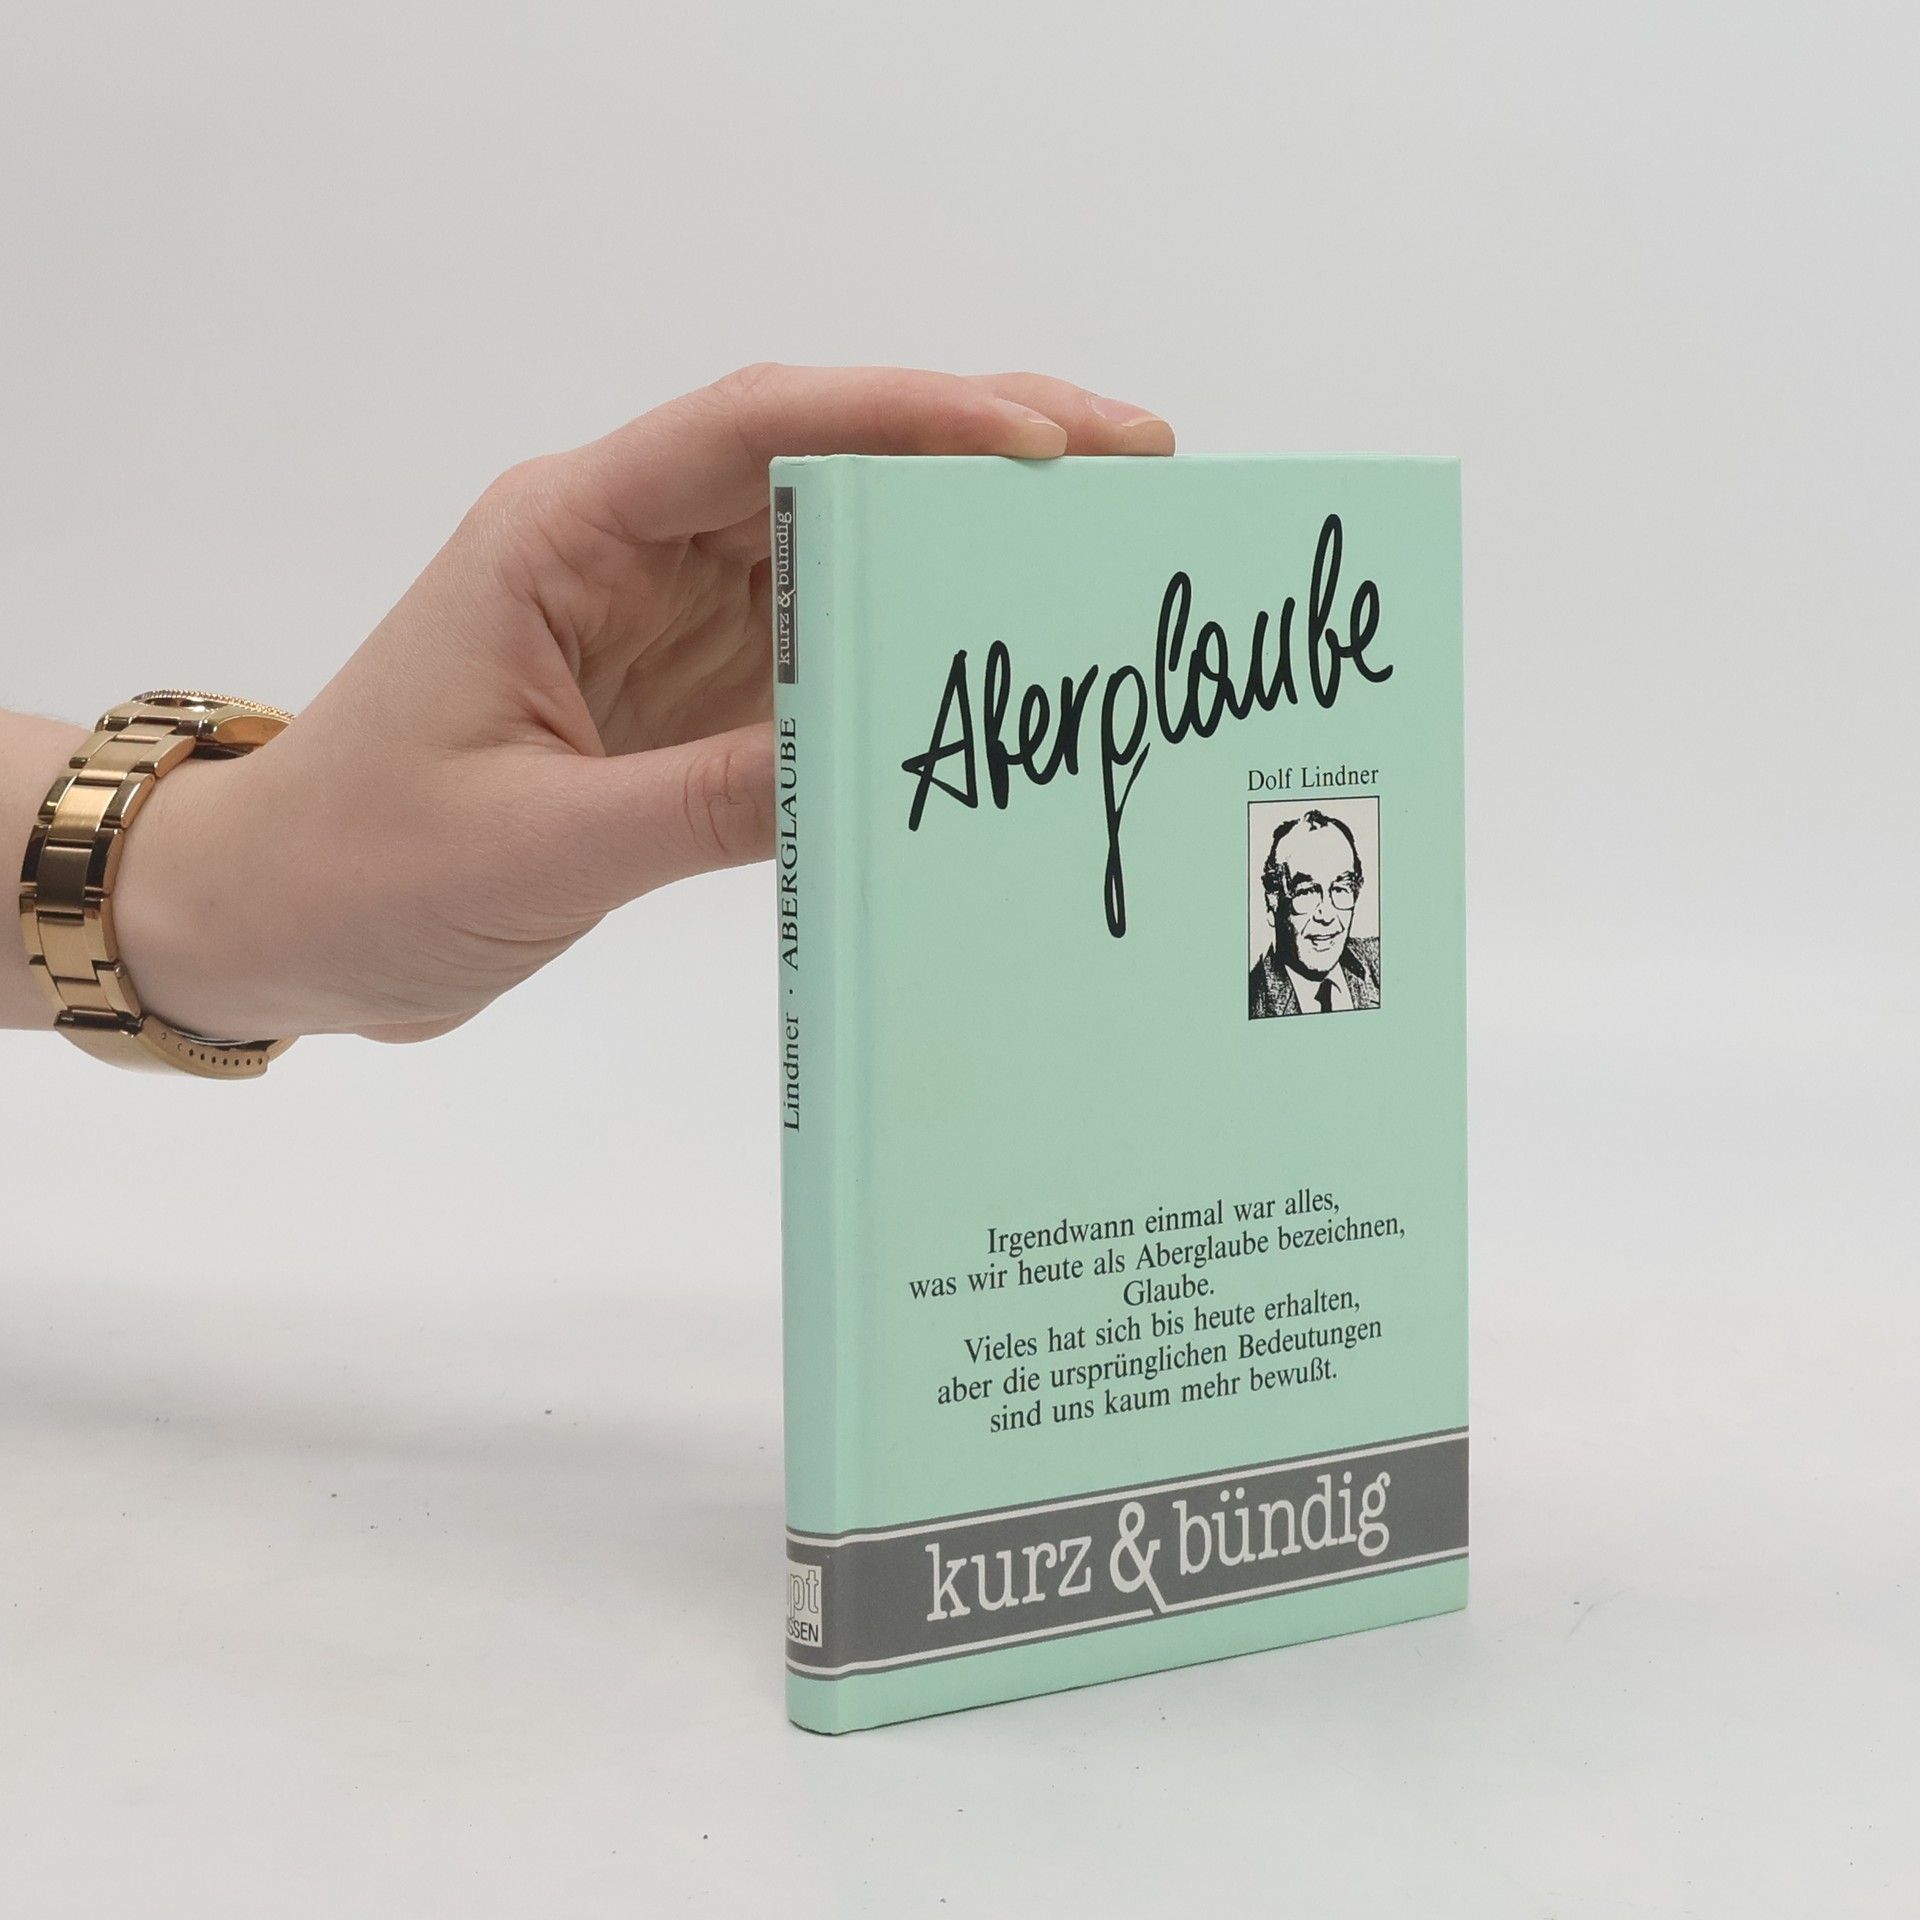 kurz & bündig
Lindner · ABERGLAUBE
Aberglaube
Dolf Lindner
Irgendwann einmal war alles,
was wir heute als Aberglaube bezeichnen,
Glaube.
Vieles hat sich bis heute erhalten,
aber die ursprünglichen Bedeutungen
sind uns kaum mehr bewußt.
kurz & bündig